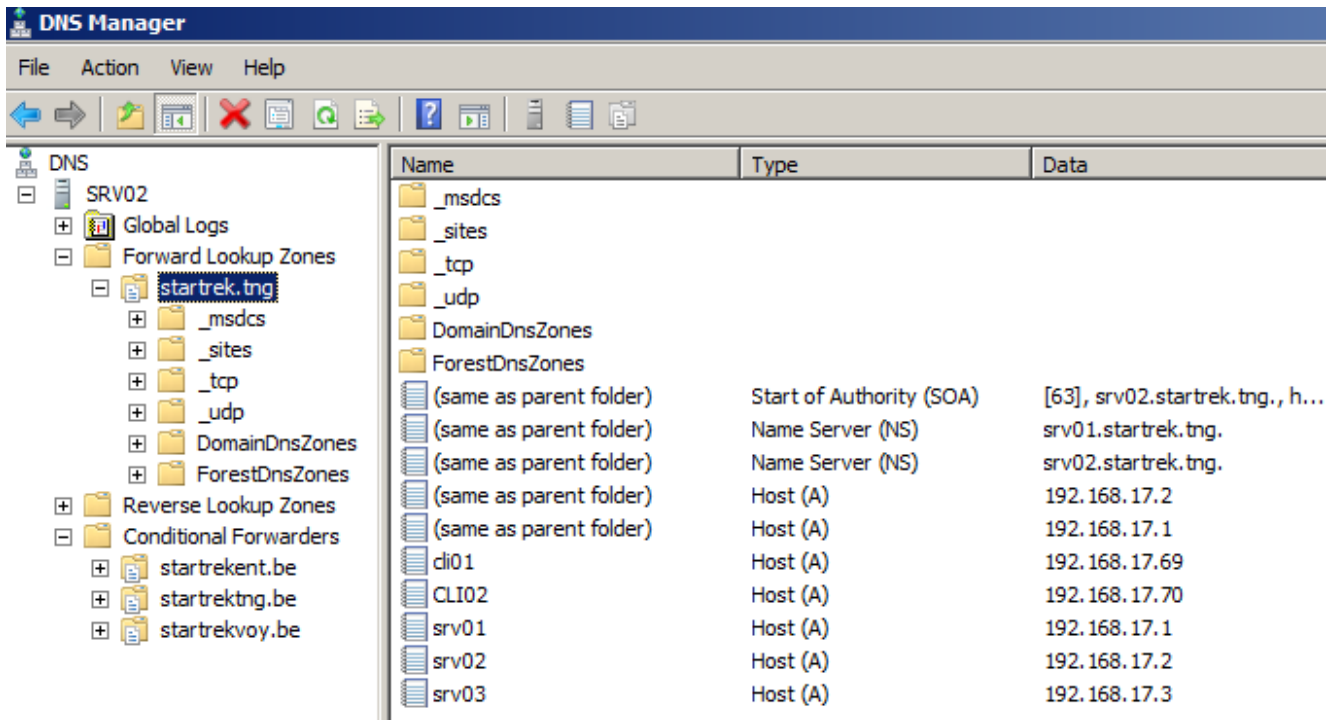 DNS Manager
File Action View Help
DNS
SRV02
Global Logs
Forward Lookup Zones
startrek.tng
_msdcs
_sites
_tcp
_udp
DomainDnsZones
ForestDnsZones
Reverse Lookup Zones
Conditional Forwarders
startrekent.be
startrektng.be
startrekvoy.be
Name Type Data
_msdcs
_sites
_tcp
_udp
DomainDnsZones
ForestDnsZones
(same as parent folder) Start of Authority (SOA) [63], srv02.startrek.tng., h...
(same as parent folder) Name Server (NS) srv01.startrek.tng.
(same as parent folder) Name Server (NS) srv02.startrek.tng.
(same as parent folder) Host (A) 192.168.17.2
(same as parent folder) Host (A) 192.168.17.1
cli01 Host (A) 192.168.17.69
CLI02 Host (A) 192.168.17.70
srv01 Host (A) 192.168.17.1
srv02 Host (A) 192.168.17.2
srv03 Host (A) 192.168.17.3